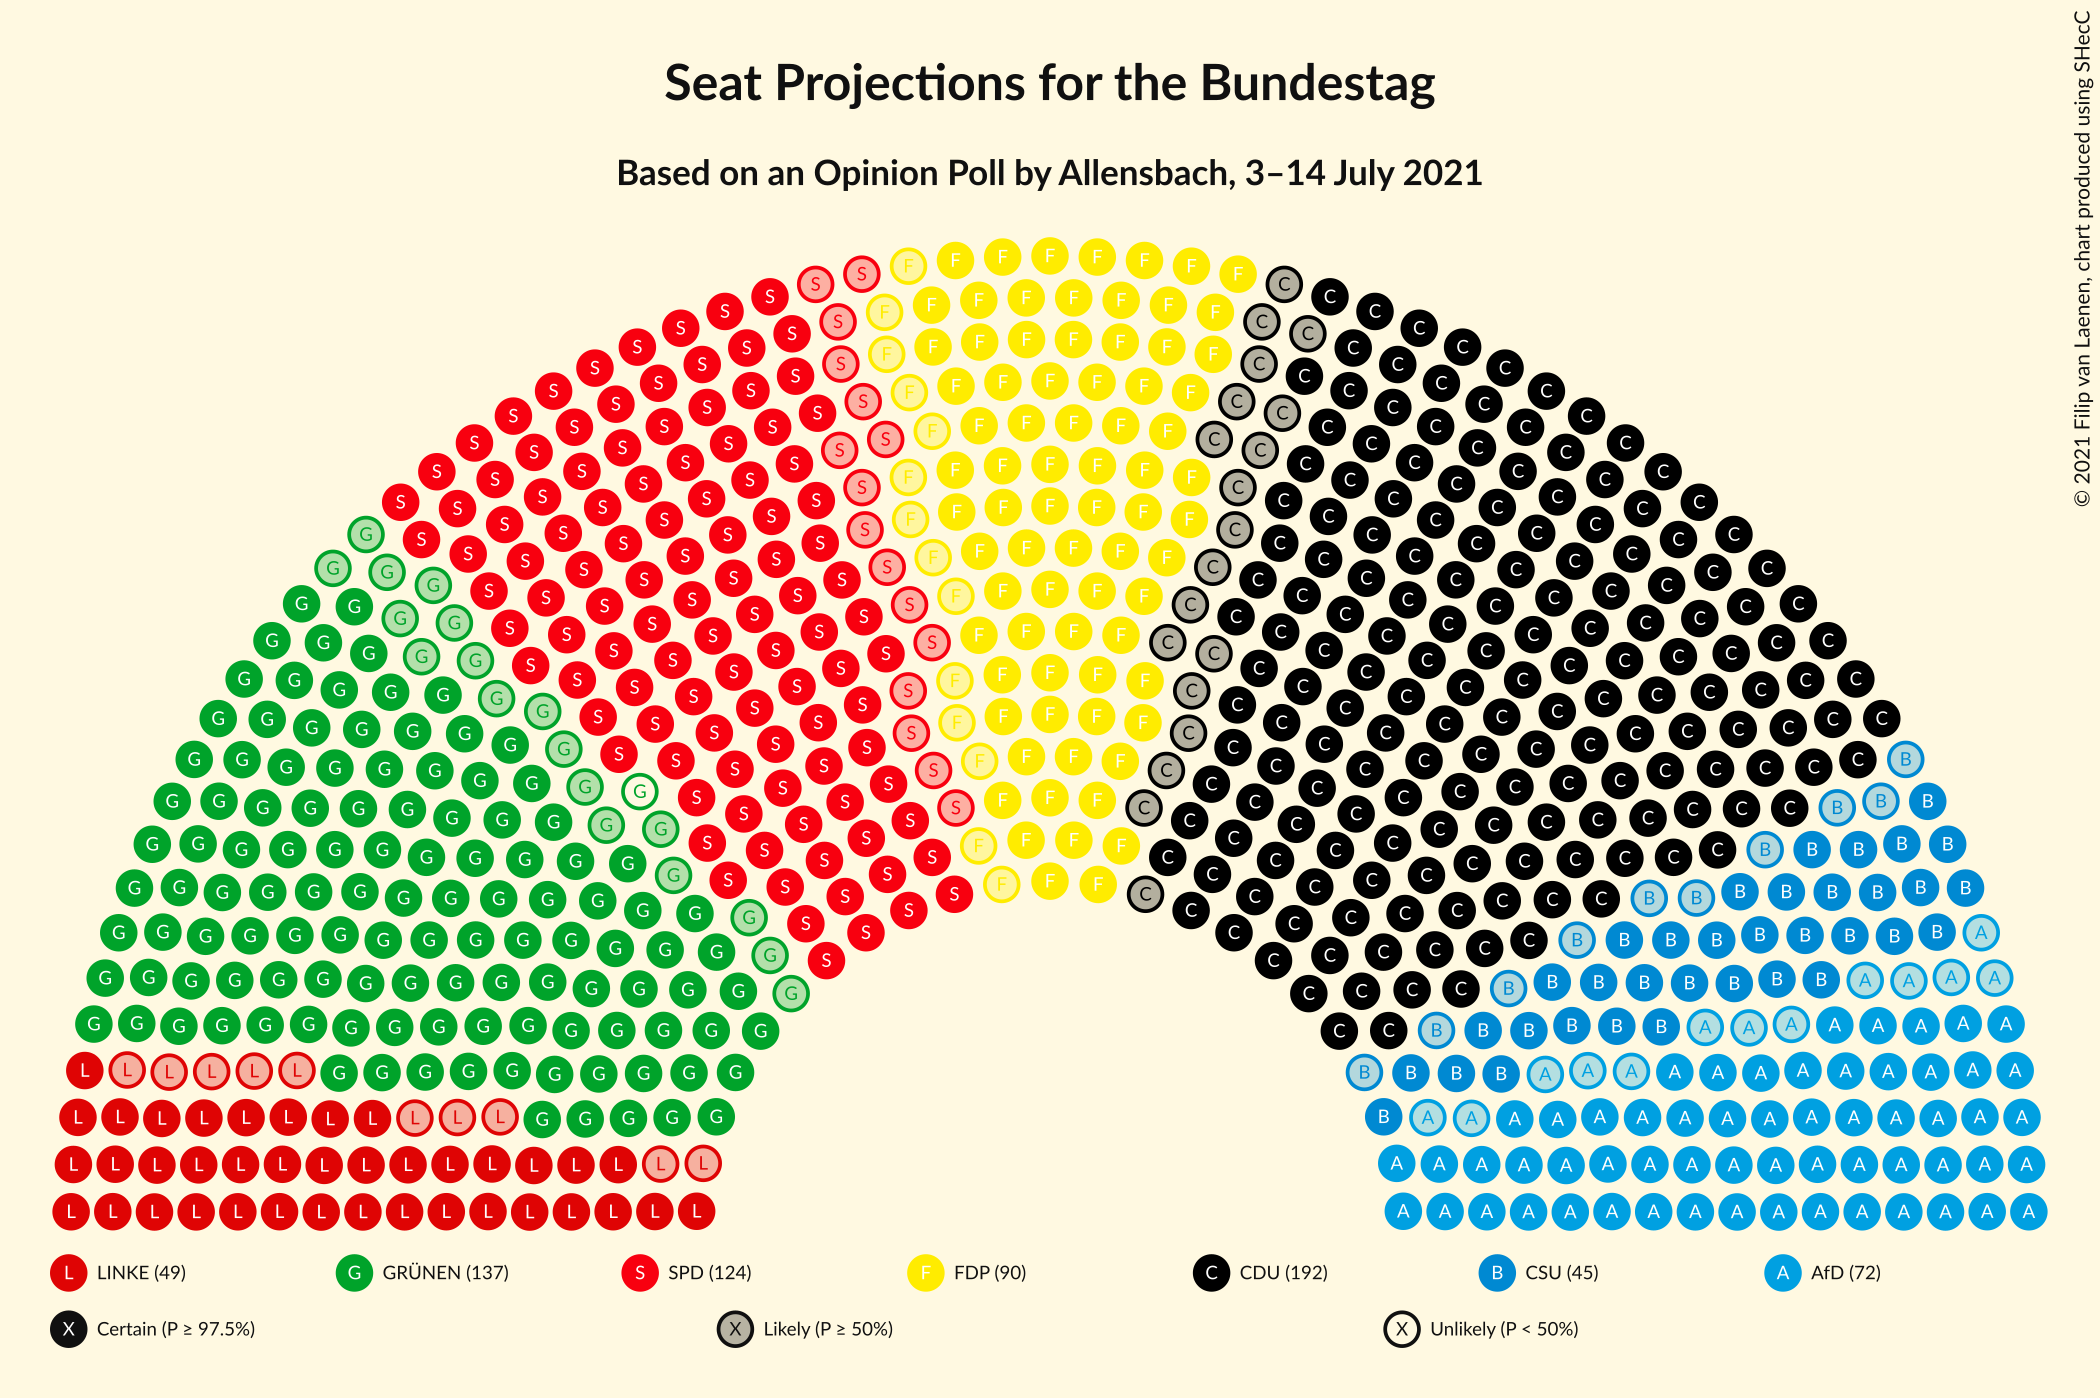 Seat Projections for the Bundestag
Based on an Opinion Poll by Allensbach, 3–14 July 2021
© 2021 Filip van Laenen, chart produced using SHecC
L LINKE (49) G GRÜNEN (137) S SPD (124) F FDP (90) C CDU (192) B CSU (45) A AfD (72)
X Certain (P ≥ 97.5%) X Likely (P ≥ 50%) X Unlikely (P < 50%)